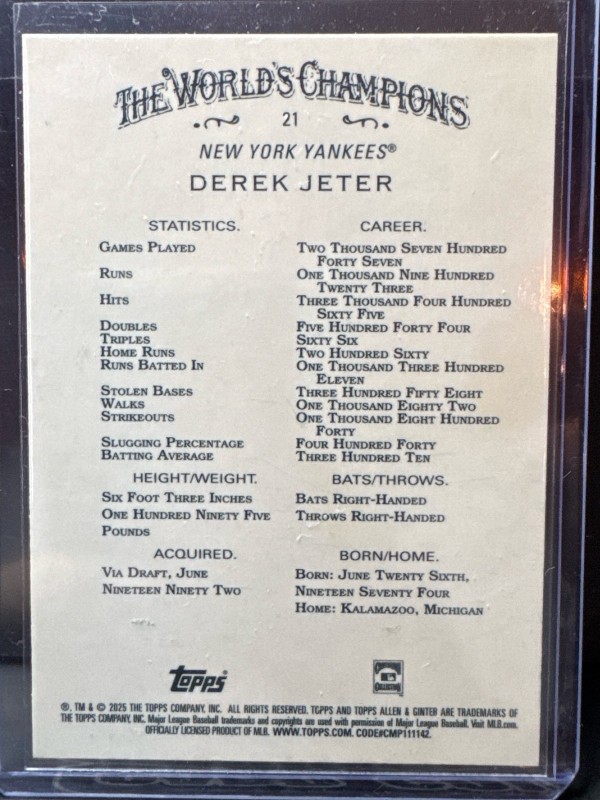 THE WORLD'S CHAMPIONS
21
NEW YORK YANKEES®
DEREK JETER
STATISTICS. CAREER.
GAMES PLAYED TWO THOUSAND SEVEN HUNDRED
FORTY SEVEN
RUNS ONE THOUSAND NINE HUNDRED
TWENTY THREE
HITS THREE THOUSAND FOUR HUNDRED
SIXTY FIVE
DOUBLES FIVE HUNDRED FORTY FOUR
TRIPLES SIXTY SIX
HOME RUNS TWO HUNDRED SIXTY
RUNS BATTED IN ONE THOUSAND THREE HUNDRED
ELEVEN
STOLEN BASES THREE HUNDRED FIFTY EIGHT
WALKS ONE THOUSAND EIGHTY TWO
STRIKEOUTS ONE THOUSAND EIGHT HUNDRED
FORTY
SLUGGING PERCENTAGE FOUR HUNDRED FORTY
BATTING AVERAGE THREE HUNDRED TEN
HEIGHT/WEIGHT. BATS/THROWS.
SIX FOOT THREE INCHES BATS RIGHT-HANDED
ONE HUNDRED NINETY FIVE THROWS RIGHT-HANDED
POUNDS
ACQUIRED. BORN/HOME.
VIA DRAFT, JUNE BORN: JUNE TWENTY SIXTH,
NINETEEN NINETY TWO NINETEEN SEVENTY FOUR
HOME: KALAMAZOO, MICHIGAN
Topps®
®, TM & © 2025 THE TOPPS COMPANY, INC. ALL RIGHTS RESERVED. TOPPS AND TOPPS ALLEN & GINTER ARE TRADEMARKS OF
THE TOPPS COMPANY, INC. Major League Baseball trademarks and copyrights are used with permission of Major League Baseball. Visit MLB.com.
OFFICIALLY LICENSED PRODUCT OF MLB. WWW.TOPPS.COM. CODE#CMP111142.